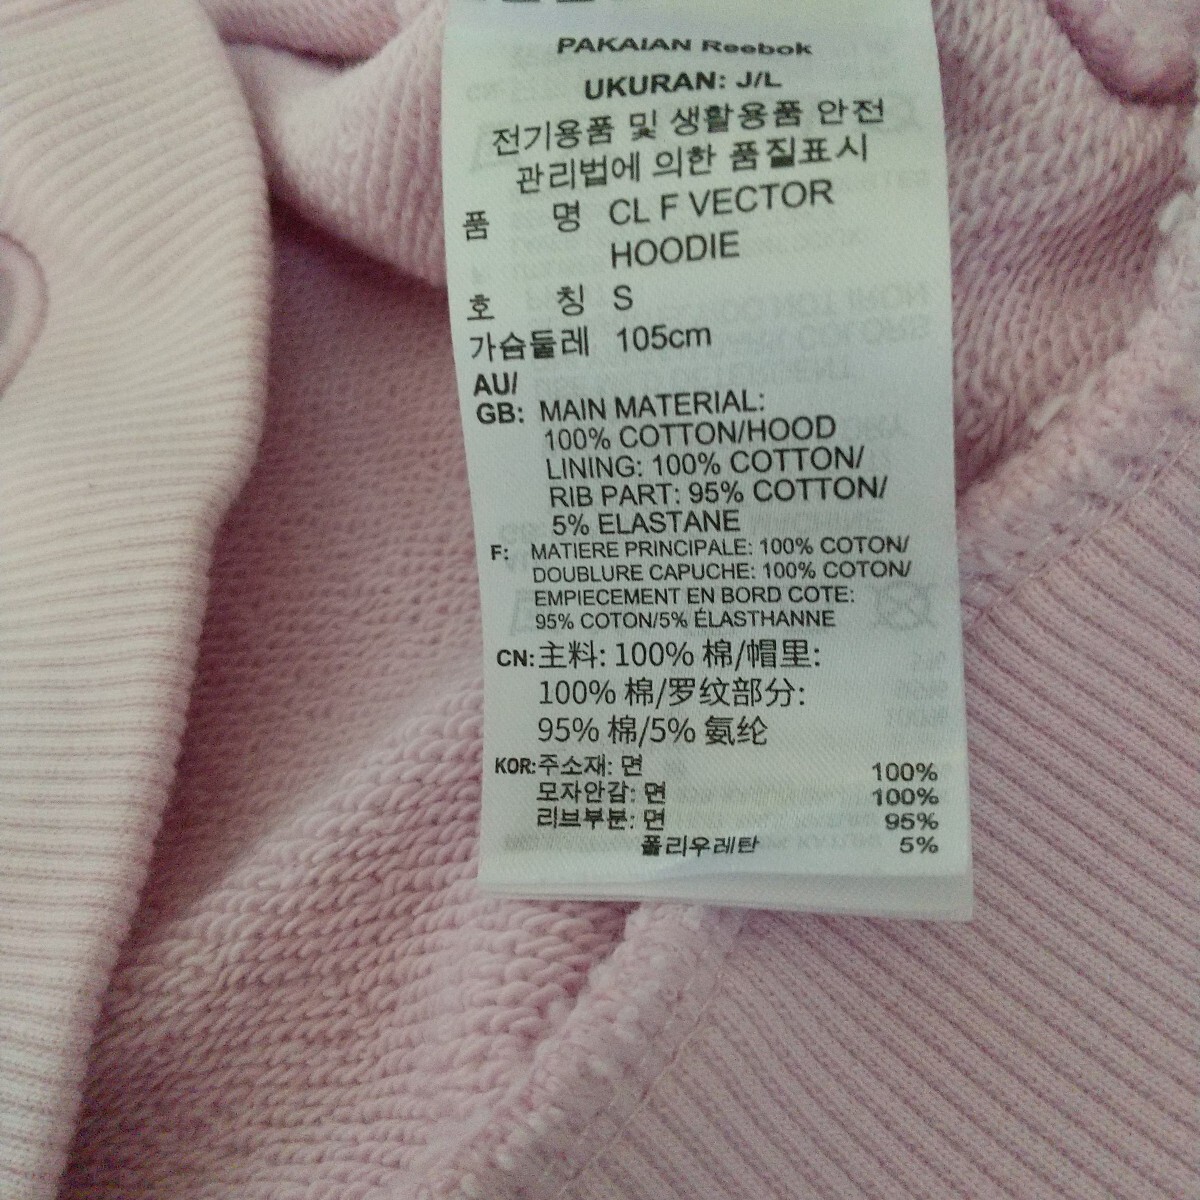 PAKAIAN Reebok
UKURAN: J/L
전기용품 및 생활용품 안전
관리법에 의한 품질표시
품 명 CL F VECTOR
HOODIE
호 칭 S
가슴둘레 105cm
AU/
GB: MAIN MATERIAL:
100% COTTON/HOOD
LINING: 100% COTTON/
RIB PART: 95% COTTON/
5% ELASTANE
F: MATIERE PRINCIPALE: 100% COTON/
DOUBLURE CAPUCHE: 100% COTON/
EMPIECEMENT EN BORD COTE:
95% COTON/5% ÉLASTHANNE
CN: 主料: 100% 棉/帽里:
100% 棉/罗纹部分:
95% 棉/5% 氨纶
KOR: 주소재: 면 100%
모자안감: 면 100%
리브부분: 면 95%
폴리우레탄 5%